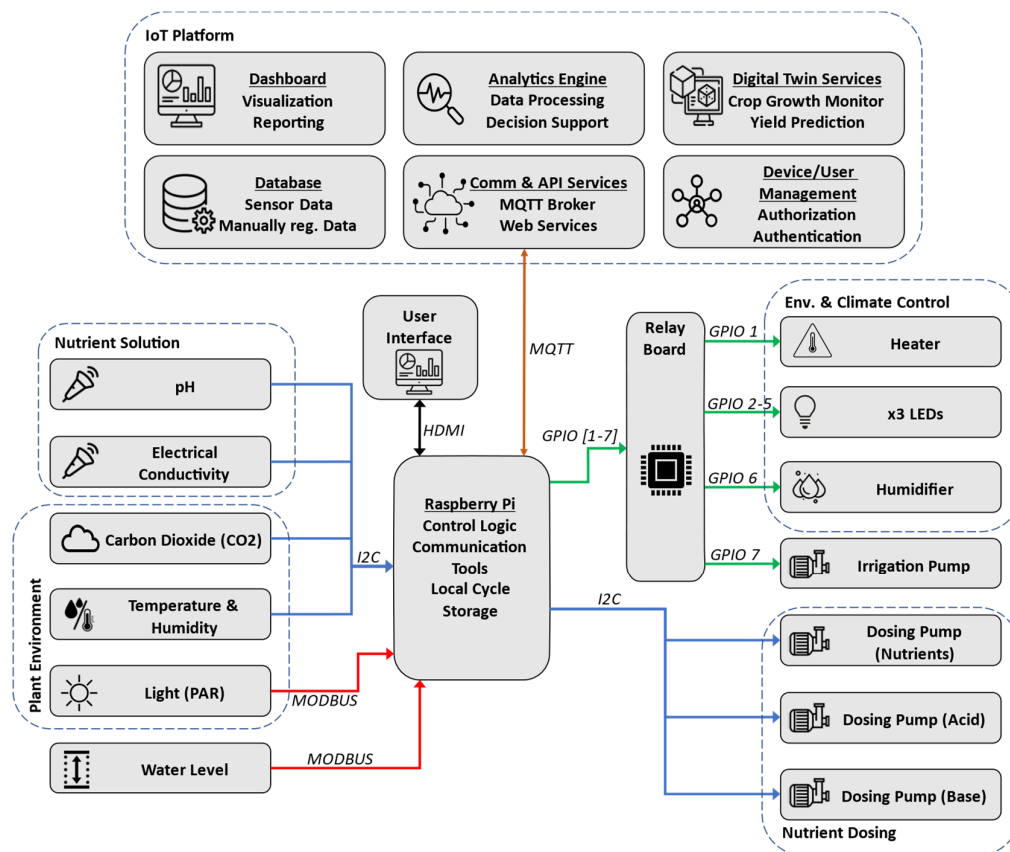 IoT Platform
Dashboard
Visualization
Reporting
Analytics Engine
Data Processing
Decision Support
Digital Twin Services
Crop Growth Monitor
Yield Prediction
Database
Sensor Data
Manually reg. Data
Comm & API Services
MQTT Broker
Web Services
Device/User
Management
Authorization
Authentication
MQTT
User
Interface
HDMI
Nutrient Solution
pH
Electrical
Conductivity
Plant Environment
Carbon Dioxide (CO2)
Temperature &
Humidity
Light (PAR)
Water Level
I2C
MODBUS
MODBUS
Raspberry Pi
Control Logic
Communication
Tools
Local Cycle
Storage
GPIO [1-7]
Relay
Board
GPIO 1
GPIO 2-5
GPIO 6
GPIO 7
I2C
Env. & Climate Control
Heater
x3 LEDs
Humidifier
Irrigation Pump
Dosing Pump
(Nutrients)
Dosing Pump (Acid)
Dosing Pump (Base)
Nutrient Dosing